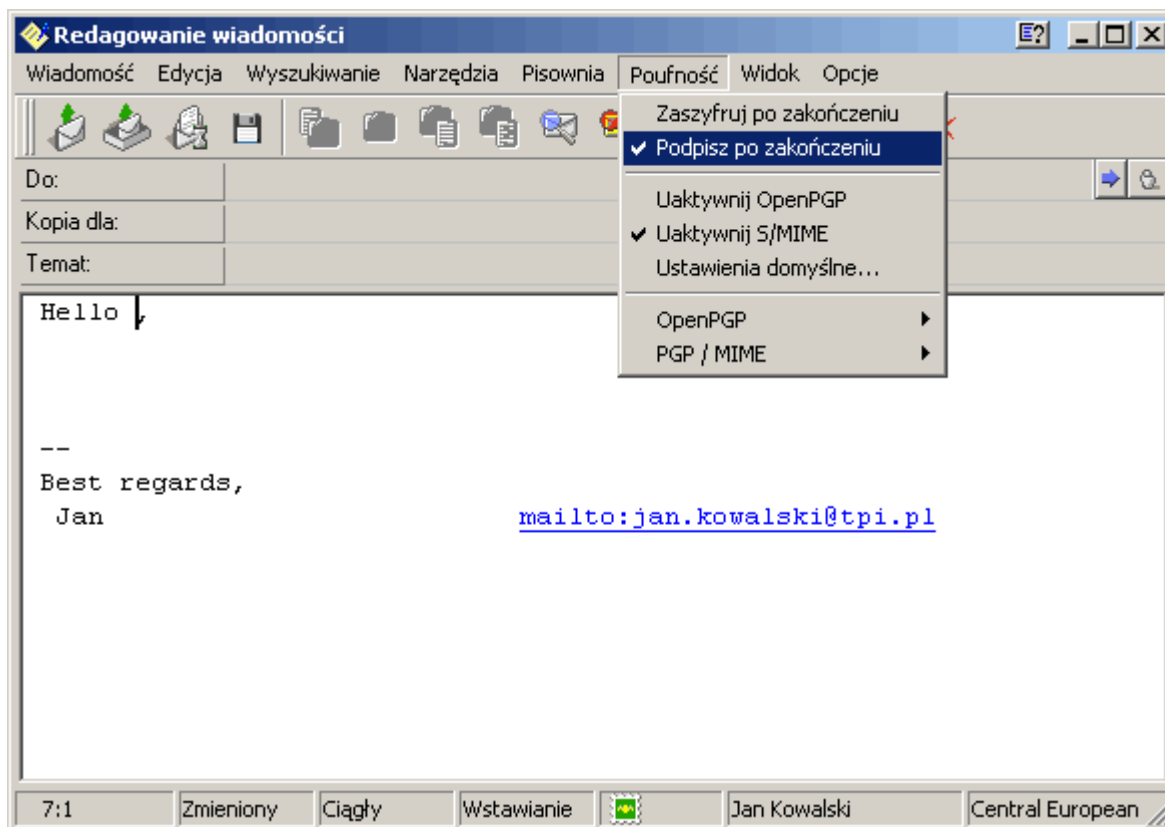 Redagowanie wiadomości
Wiadomość Edycja Wyszukiwanie Narzędzia Pisownia Poufność Widok Opcje
Zaszyfruj po zakończeniu
Podpisz po zakończeniu
Uaktywnij OpenPGP
Uaktywnij S/MIME
Ustawienia domyślne...
OpenPGP
PGP / MIME
Do:
Kopia dla:
Temat:
Hello ,
--
Best regards,
Jan mailto:jan.kowalski@tpi.pl
7:1 Zmieniony Ciągły Wstawianie Jan Kowalski Central European